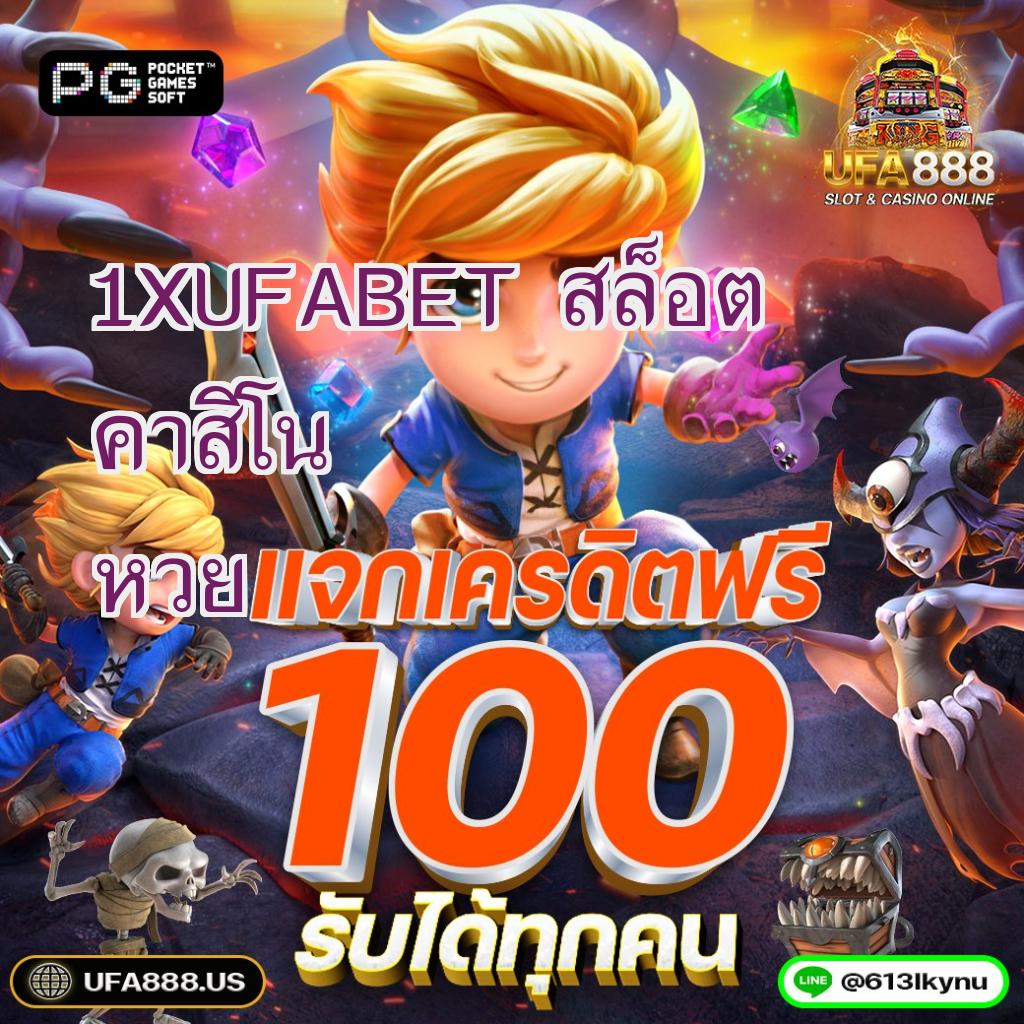 PG POCKET™
GAMES
SOFT
UFA888
SLOT & CASINO ONLINE
1XUFABET สล็อต
คาสิโน
หวย
แจกเครดิตฟรี
100
รับได้ทุกคน
UFA888.US
LINE @613lkynu